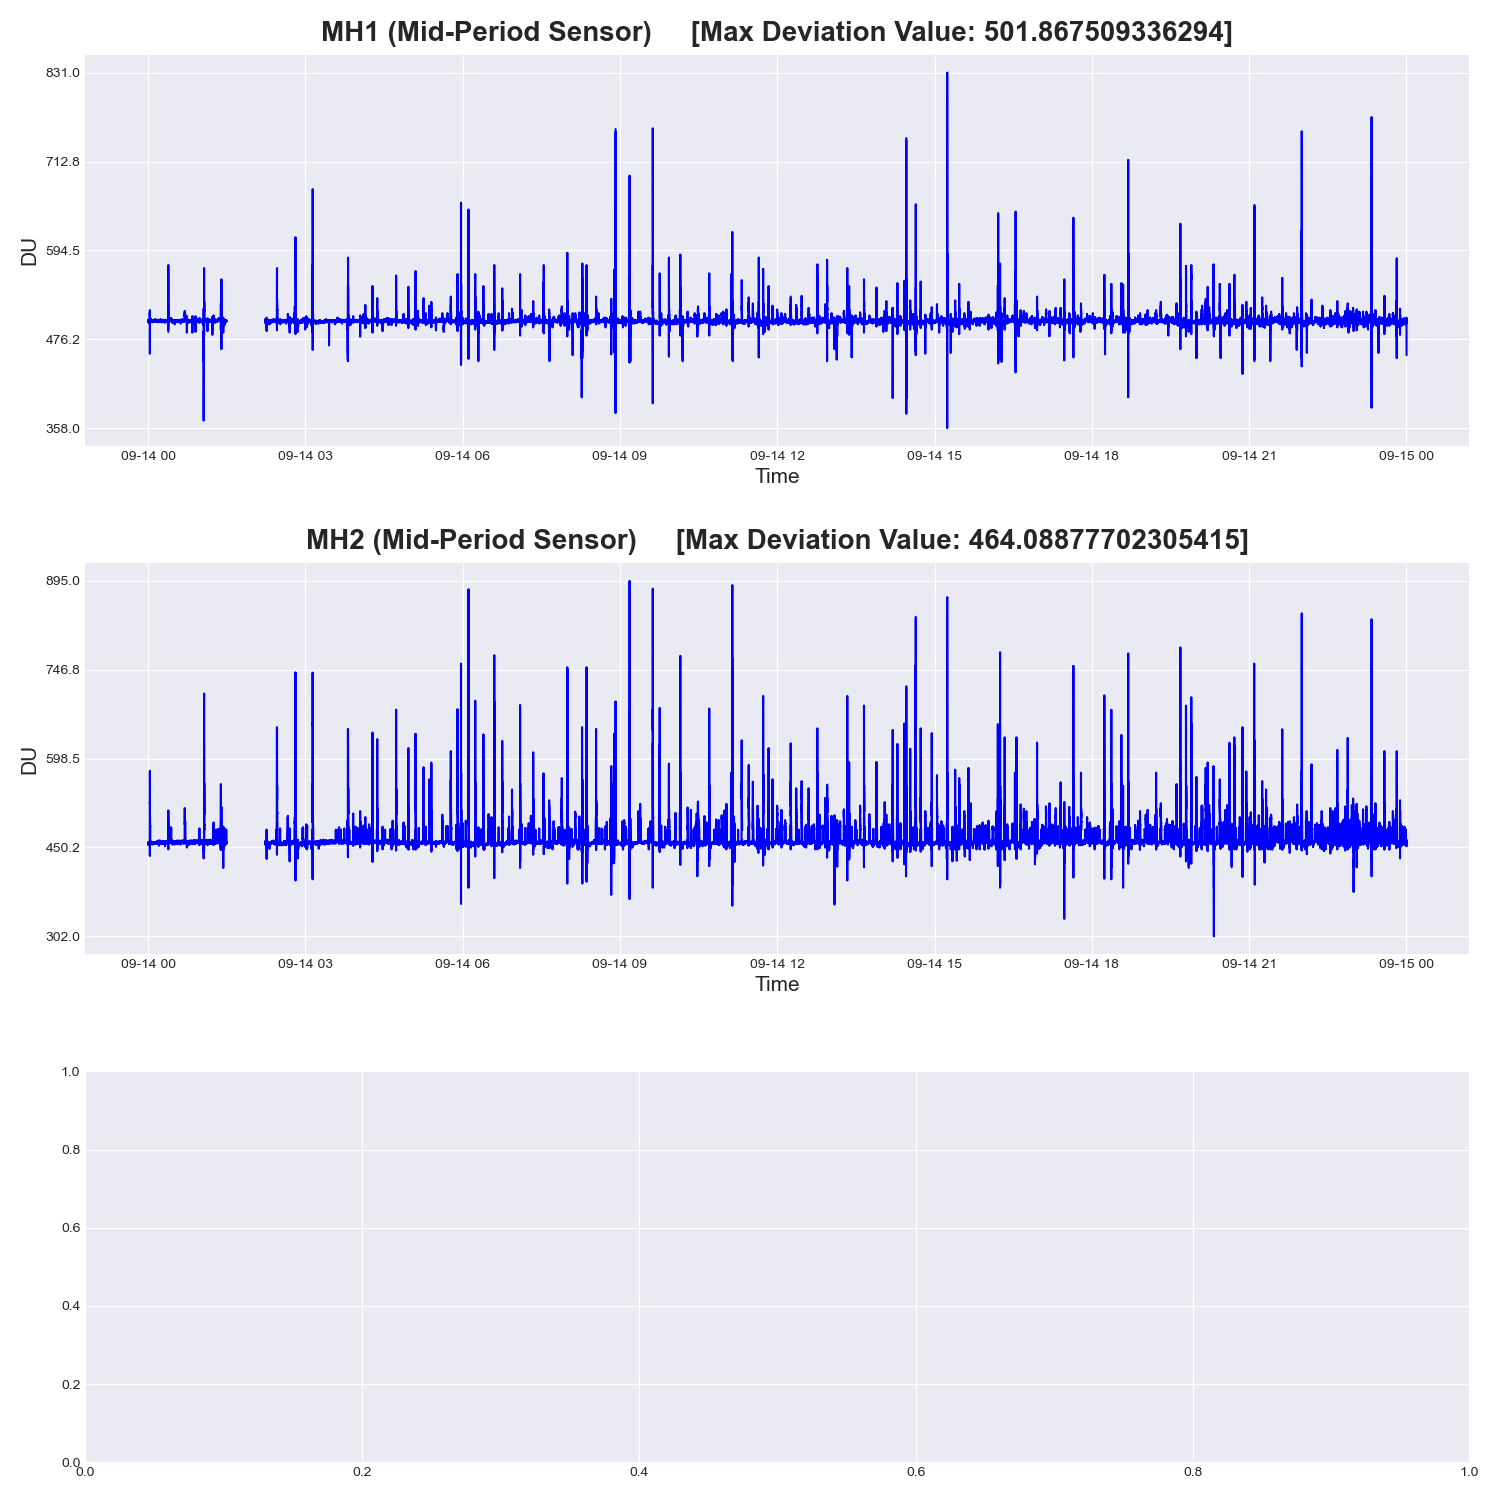 MH1 (Mid-Period Sensor) [Max Deviation Value: 501.867509336294]
831.0
712.8
594.5
476.2
358.0
DU
09-14 00 09-14 03 09-14 06 09-14 09 09-14 12 09-14 15 09-14 18 09-14 21 09-15 00
Time
MH2 (Mid-Period Sensor) [Max Deviation Value: 464.08877702305415]
895.0
746.8
598.5
450.2
302.0
DU
09-14 00 09-14 03 09-14 06 09-14 09 09-14 12 09-14 15 09-14 18 09-14 21 09-15 00
Time
1.0
0.8
0.6
0.4
0.2
0.0
0.0 0.2 0.4 0.6 0.8 1.0